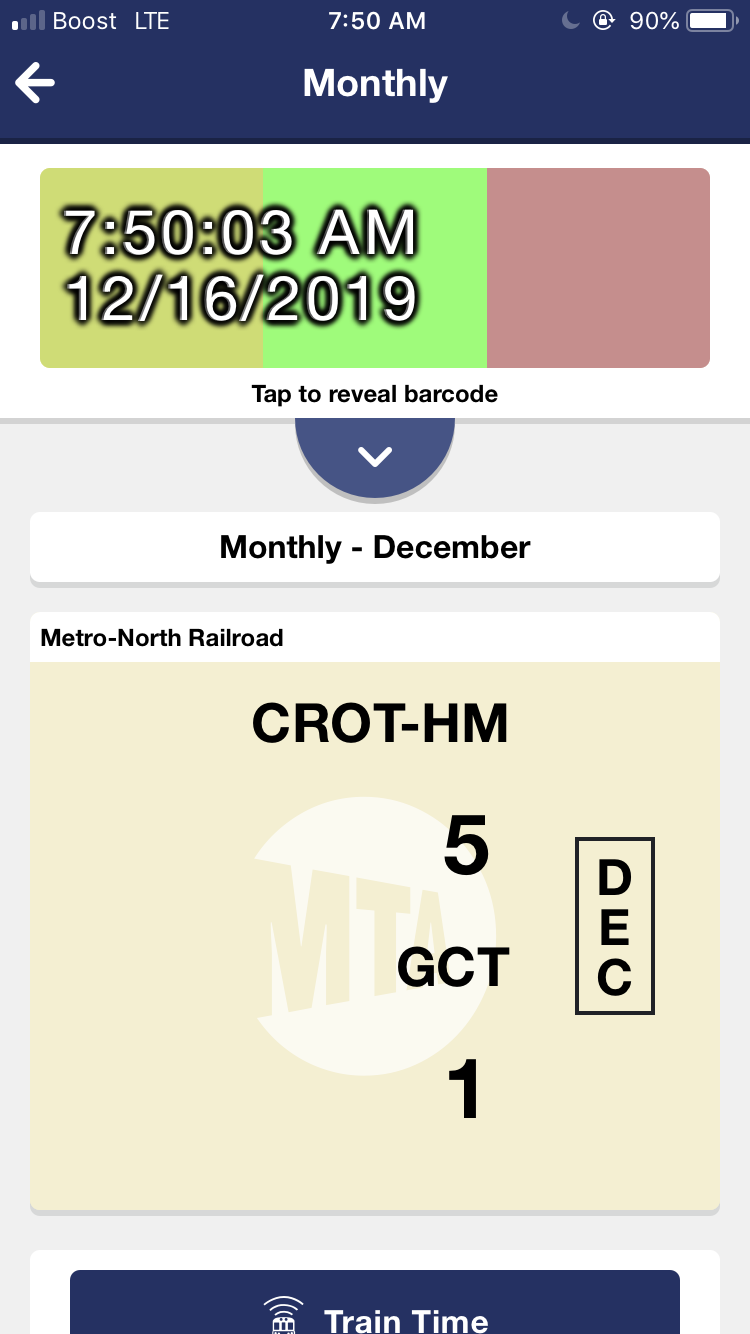 Boost LTE 7:50 AM 90%
Monthly
7:50:03 AM
12/16/2019
Tap to reveal barcode
Monthly - December
Metro-North Railroad
CROT-HM
5
MTA
GCT
1
D
E
C
Train Time